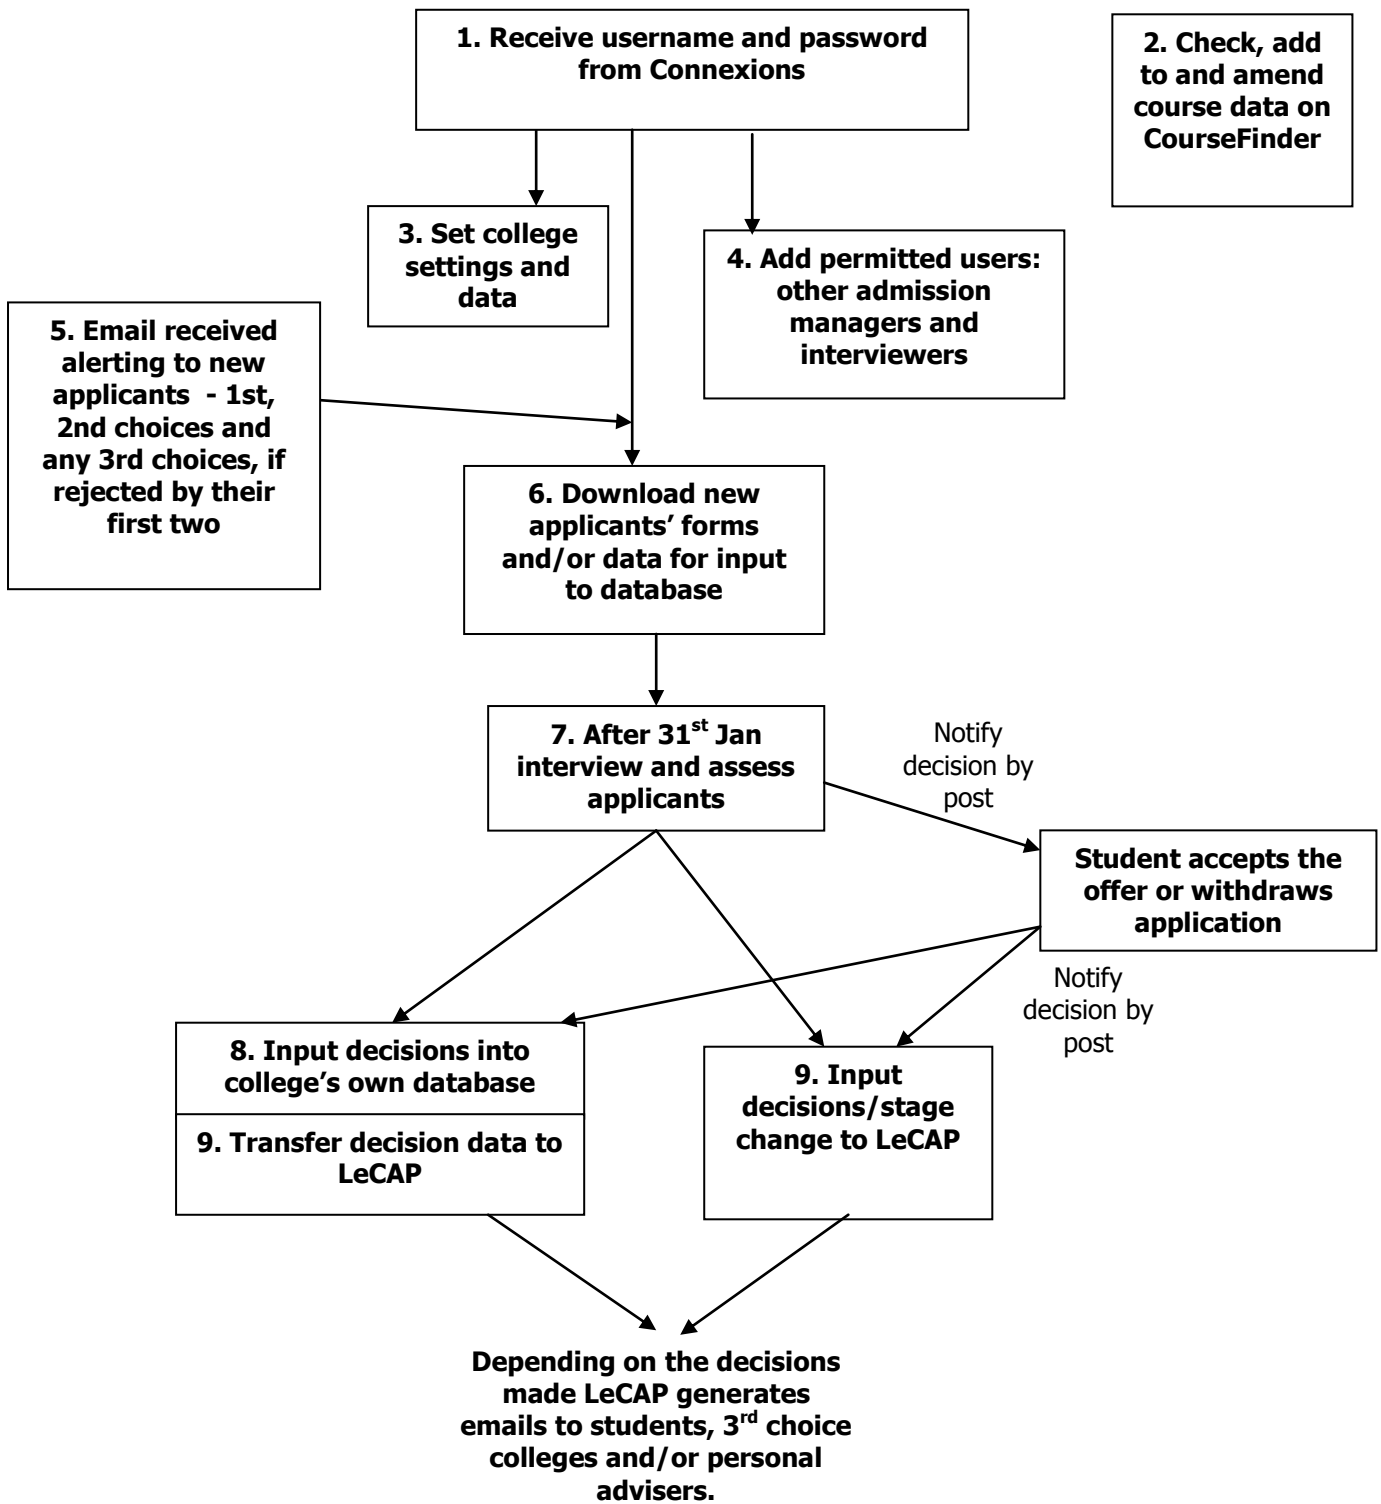 1. Receive username and password
from Connexions
2. Check, add
to and amend
course data on
CourseFinder
3. Set college
settings and
data
4. Add permitted users:
other admission
managers and
interviewers
5. Email received
alerting to new
applicants - 1st,
2nd choices and
any 3rd choices, if
rejected by their
first two
6. Download new
applicants’ forms
and/or data for input
to database
7. After 31st Jan
interview and assess
applicants
Notify
decision by
post
Student accepts the
offer or withdraws
application
Notify
decision by
post
8. Input decisions into
college’s own database
9. Transfer decision data to
LeCAP
9. Input
decisions/stage
change to LeCAP
Depending on the decisions
made LeCAP generates
emails to students, 3rd choice
colleges and/or personal
advisers.